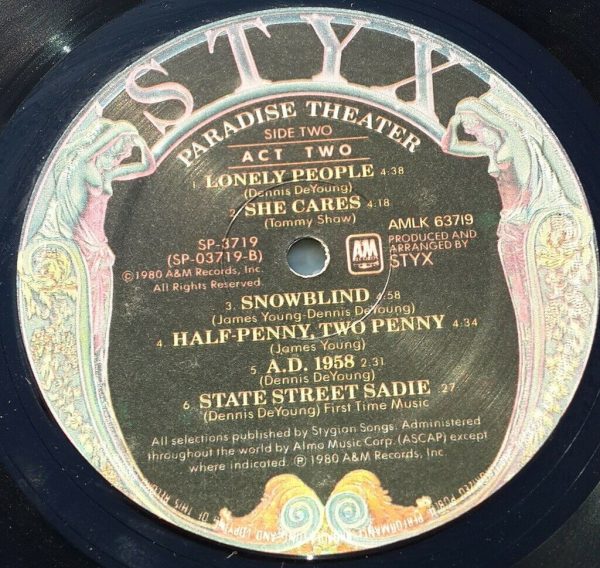 STYX
PARADISE THEATER
SIDE TWO
ACT TWO
1. LONELY PEOPLE 4:38
(Dennis DeYoung)
2. SHE CARES 4:18
(Tommy Shaw)
SP-3719
(SP-03719-B)
©1980 A&M Records, Inc.
All Rights Reserved.
A&M
AMLK 63719
PRODUCED AND
ARRANGED BY
STYX
3. SNOWBLIND 4:58
(James Young-Dennis DeYoung)
4. HALF-PENNY, TWO PENNY 4:34
(James Young)
5. A.D. 1958 2:31
(Dennis DeYoung)
6. STATE STREET SADIE :27
(Dennis DeYoung) First Time Music
All selections published by Stygian Songs. Administered
throughout the world by Almo Music Corp. (ASCAP) except
where indicated. ℗ 1980 A&M Records, Inc.
PERFORMANCE
OF THIS